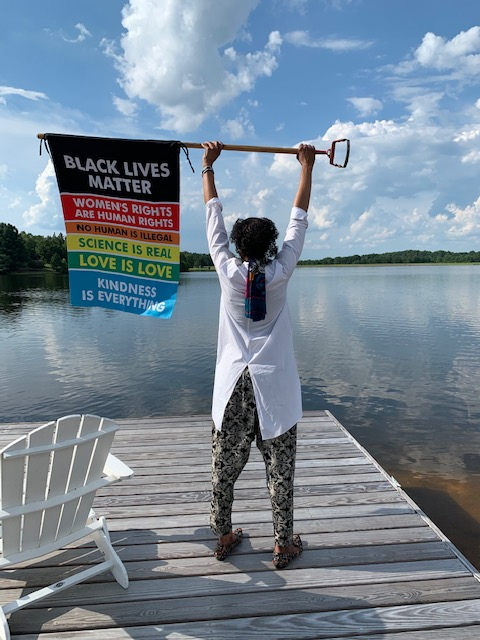 BLACK LIVES
MATTER
WOMEN'S RIGHTS
ARE HUMAN RIGHTS
NO HUMAN IS ILLEGAL
SCIENCE IS REAL
LOVE IS LOVE
KINDNESS
IS EVERYTHING